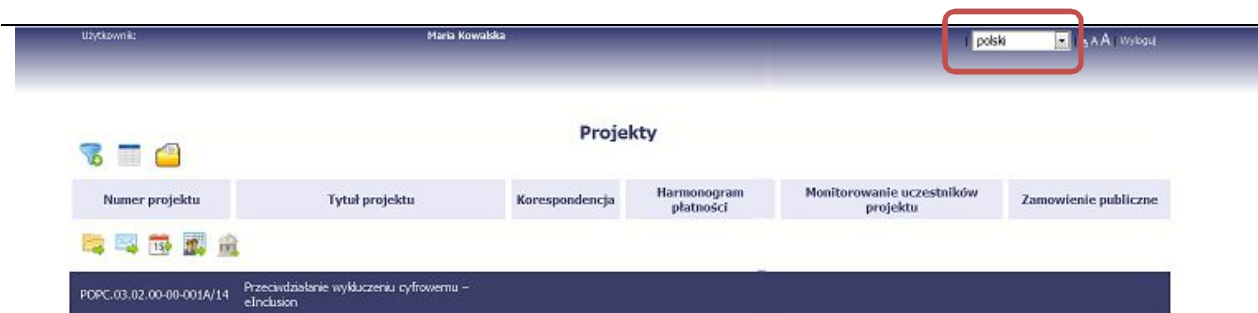 Użytkownik: Maria Kowalska | polski | A A A | Wyloguj
Projekty
Numer projektu Tytuł projektu Korespondencja Harmonogram płatności Monitorowanie uczestników projektu Zamowienie publiczne
15
POPC.03.02.00-00-001A/14 Przeciwdziałanie wykluczeniu cyfrowemu –
eInclusion